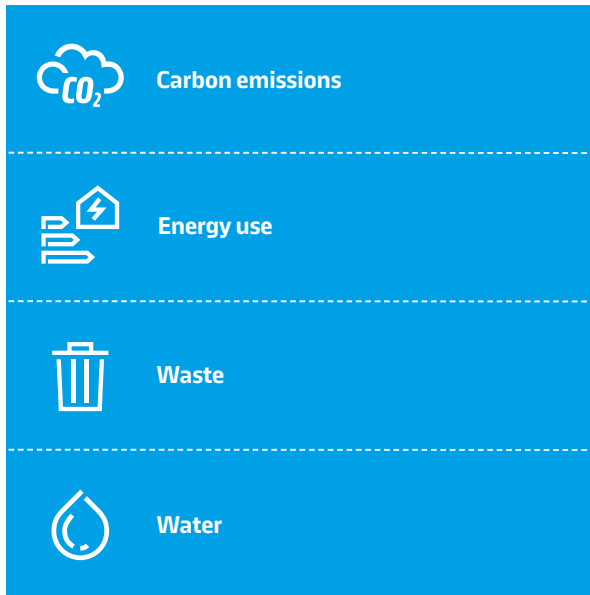 CO₂
Carbon emissions
Energy use
Waste
Water